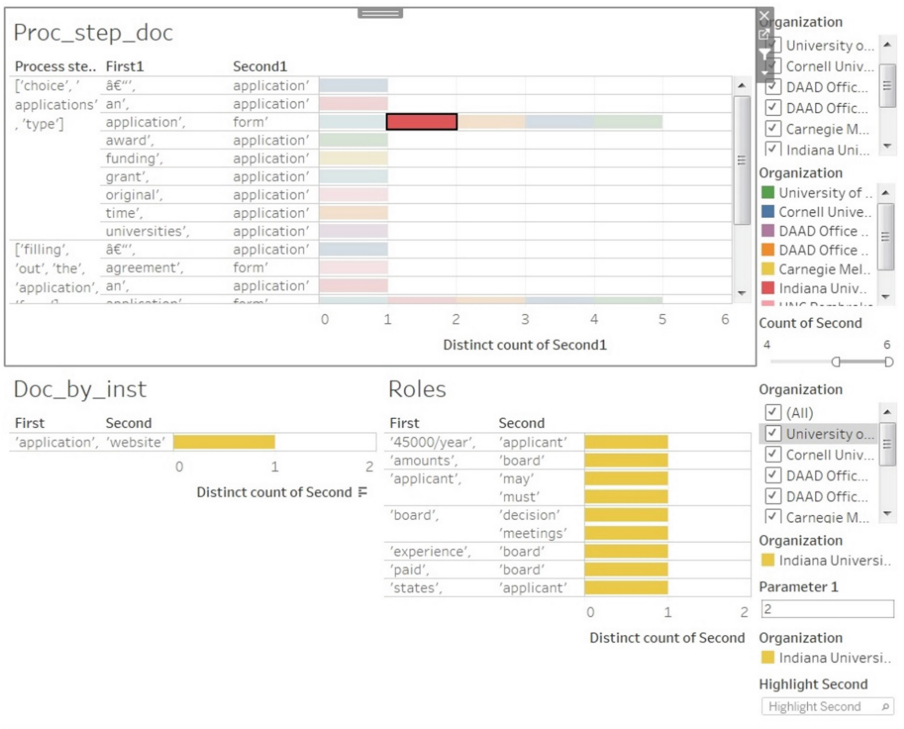 Proc_step_doc
Process ste.. First1 Second1
['choice', ' â€“', application'
applications' an', application'
, 'type'] application', form'
award', application'
funding', application'
grant', application'
original', application'
time', application'
universities', application'
['filling', â€“', application'
'out', 'the', agreement', form'
'application', an', application'
0 1 2 3 4 5 6
Distinct count of Second1
Doc_by_inst
First Second
'application', 'website'
0 1 2
Distinct count of Second
Roles
First Second
'45000/year', 'applicant'
'amounts', 'board'
'applicant', 'may'
'must'
'board', 'decision'
'meetings'
'experience', 'board'
'paid', 'board'
'states', 'applicant'
0 1 2
Distinct count of Second
Organization
University o...
Cornell Univ...
DAAD Offic...
DAAD Offic...
Carnegie M...
Indiana Uni...
Organization
University of ..
Cornell Unive..
DAAD Office ..
DAAD Office ..
Carnegie Mel..
Indiana Univ..
Count of Second
4 6
Organization
(All)
University o...
Cornell Univ...
DAAD Offic...
DAAD Offic...
Carnegie M...
Organization
Indiana Universi..
Parameter 1
2
Organization
Indiana Universi..
Highlight Second
Highlight Second